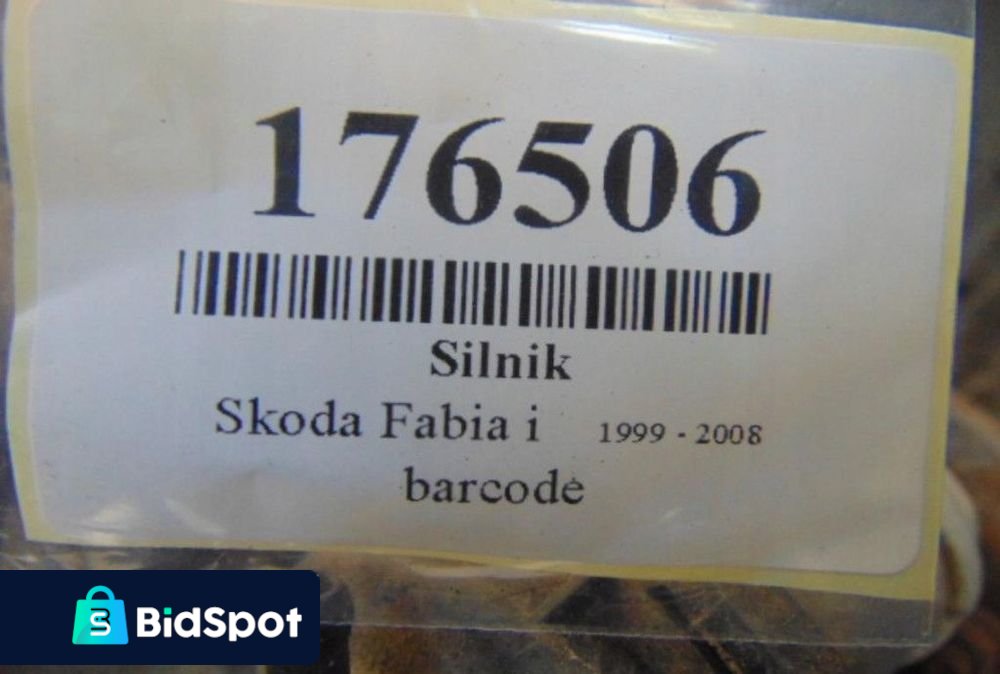 176506
Silnik
Skoda Fabia i 1999 - 2008
barcode
BidSpot